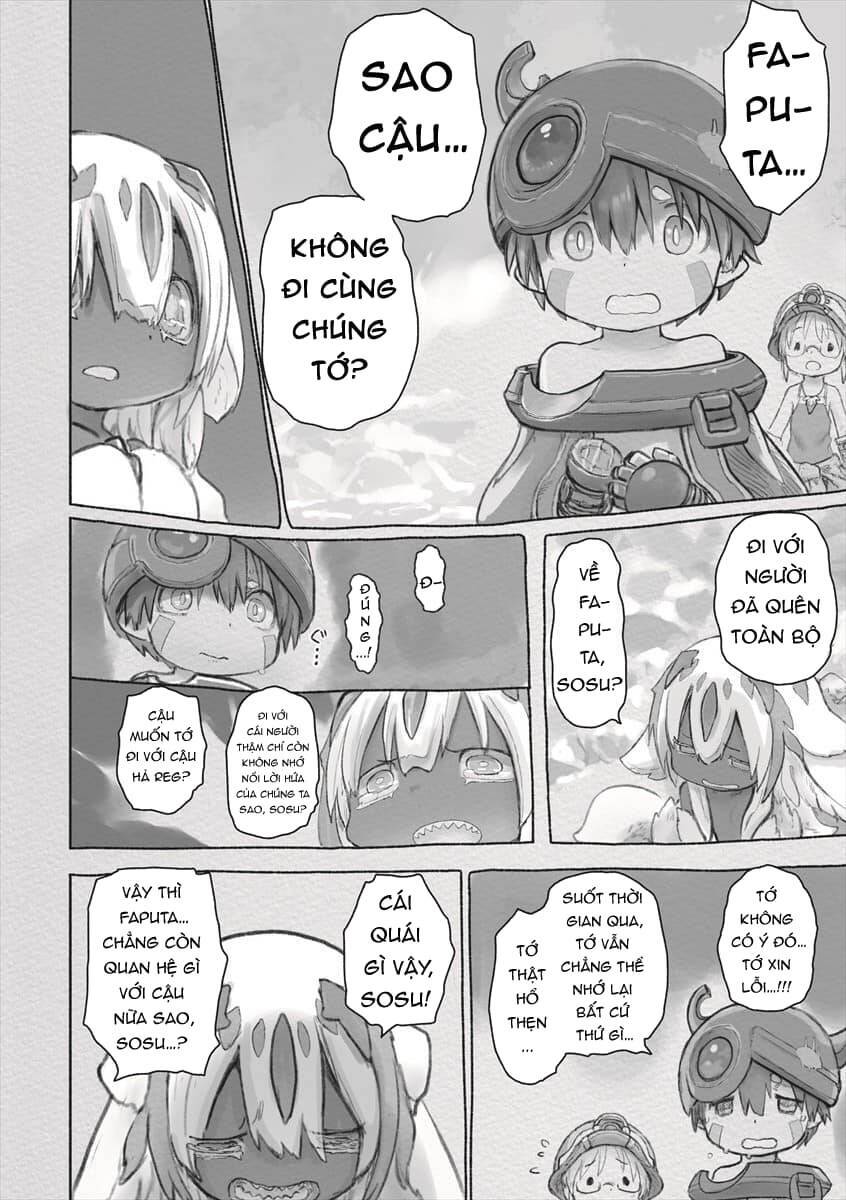 FA-
PU-
TA...
SAO
CẬU...
KHÔNG
ĐI CÙNG
CHÚNG
TỚ?
ĐI VỚI
NGƯỜI
ĐÃ QUÊN
TOÀN BỘ
VỀ
FA-
PU-
TA,
SOSU?
Đ-
ĐÚNG
...!
ぐ...
ĐI VỚI
CÁI NGƯỜI
THẬM CHÍ CÒN
KHÔNG NHỚ
NỔI LỜI HỨA
CỦA CHÚNG TA
SAO, SOSU?
CẬU
MUỐN TỚ
ĐI VỚI CẬU
HẢ REG?
TỚ
KHÔNG
CÓ Ý ĐÓ...
TỚ XIN
LỖI...!!!
SUỐT THỜI
GIAN QUA,
TỚ VẪN
CHẲNG THỂ
NHỚ LẠI
BẤT CỨ
THỨ GÌ...
TỚ
THẬT
HỔ
THẸN
...
CÁI
QUÁI
GÌ VẬY,
SOSU!
VẬY THÌ
FAPUTA...
CHẲNG CÒN
QUAN HỆ GÌ
VỚI CẬU
NỮA SAO,
SOSU...?